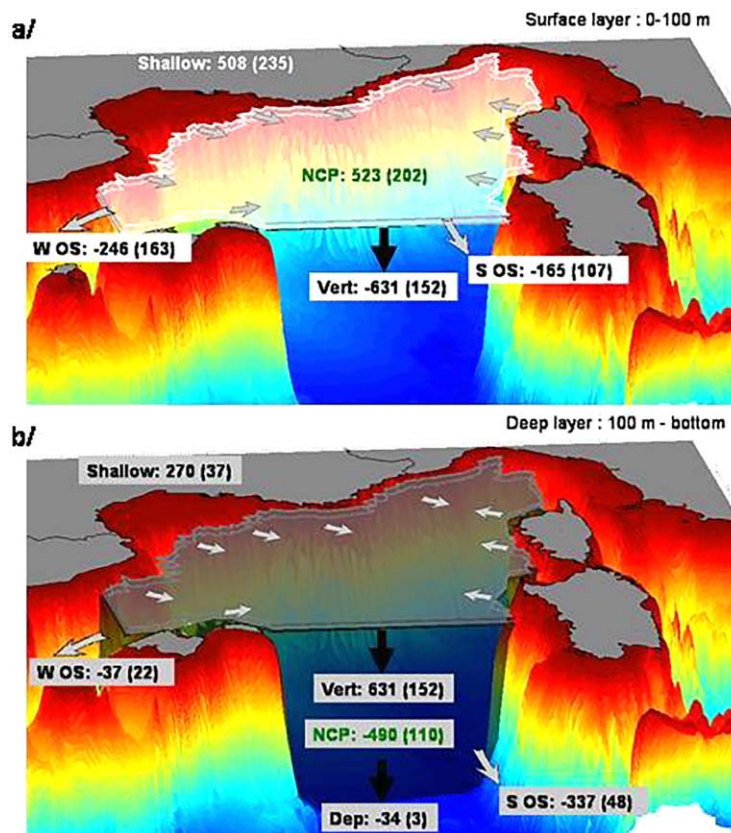 Surface layer : 0-100 m
a/
Shallow: 508 (235)
NCP: 523 (202)
W OS: -246 (163)
S OS: -165 (107)
Vert: -631 (152)
Deep layer : 100 m - bottom
b/
Shallow: 270 (37)
W OS: -37 (22)
Vert: 631 (152)
NCP: -490 (110)
S OS: -337 (48)
Dep: -34 (3)